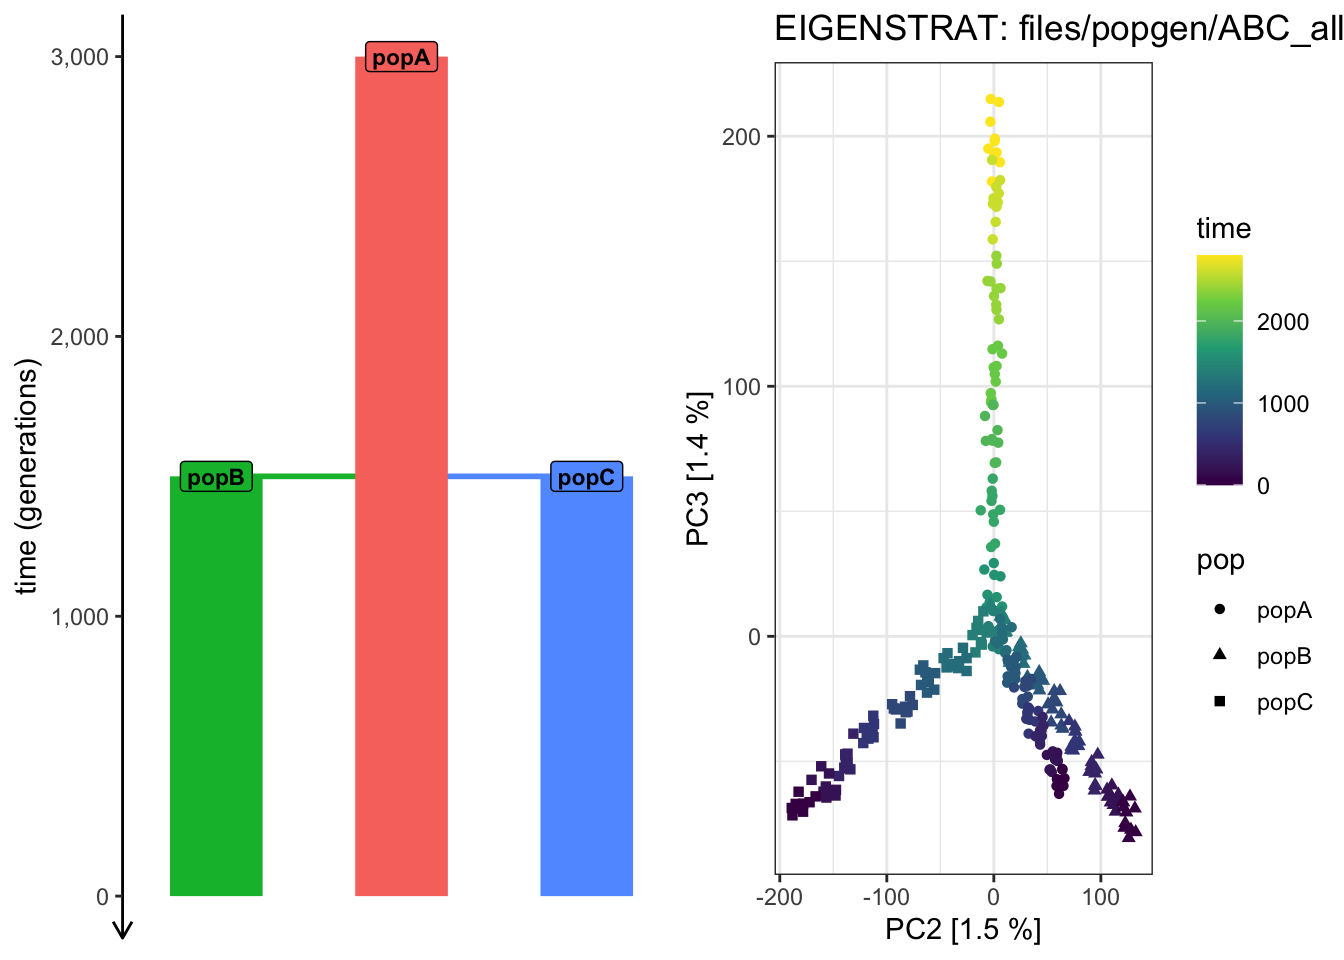 time (generations)
3,000
2,000
1,000
0
popA
popB
popC
EIGENSTRAT: files/popgen/ABC_all
PC3 [1.4 %]
200
100
0
-200
-100
0
100
PC2 [1.5 %]
time
2000
1000
0
pop
popA
popB
popC